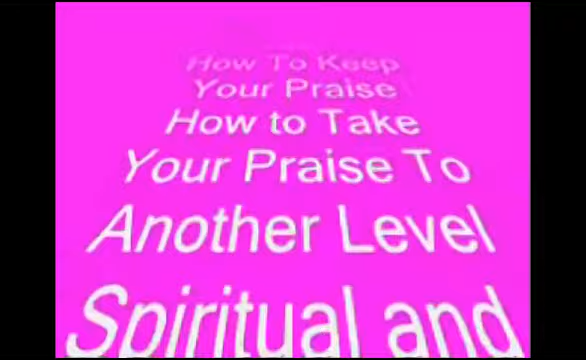 How To Keep
Your Praise
How to Take
Your Praise To
Another Level
Spiritual and